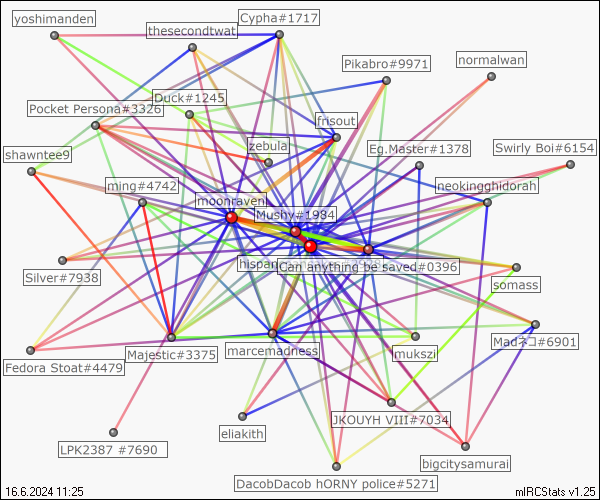 yoshimanden
Cypha#1717
thesecondtwat
Pikabro#9971
normalwan
Duck#1245
Pocket Persona#3326
frisout
zebula
Eg.Master#1378
Swirly Boi#6154
shawntee9
ming#4742
neokingghidorah
moonraven
Mushy#1984
hispan
Can anything be saved#0396
Silver#7938
somass
Majestic#3375
marcemadness
mukszi
Madネコ#6901
Fedora Stoat#4479
JKOUYH VIII#7034
LPK2387 #7690
eliakith
bigcitysamurai
DacobDacob hORNY police#5271
16.6.2024 11:25
mIRCStats v1.25